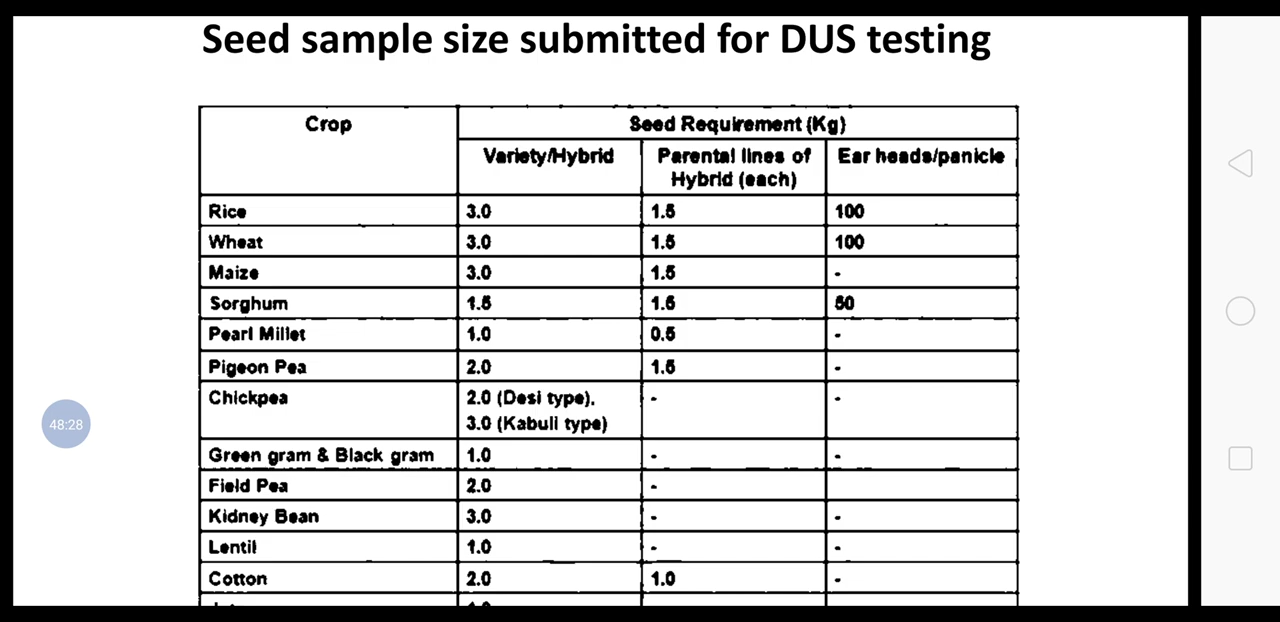 Seed sample size submitted for DUS testing
Crop Seed Requirement (Kg)
Variety/Hybrid Parental lines of Hybrid (each) Ear heads/panicle
Rice 3.0 1.5 100
Wheat 3.0 1.5 100
Maize 3.0 1.5 -
Sorghum 1.5 1.5 50
Pearl Millet 1.0 0.5 -
Pigeon Pea 2.0 1.5 -
Chickpea 2.0 (Desi type), - -
3.0 (Kabuli type)
Green gram & Black gram 1.0 - -
Field Pea 2.0 -
Kidney Bean 3.0 - -
Lentil 1.0 - -
Cotton 2.0 1.0 -
48:28